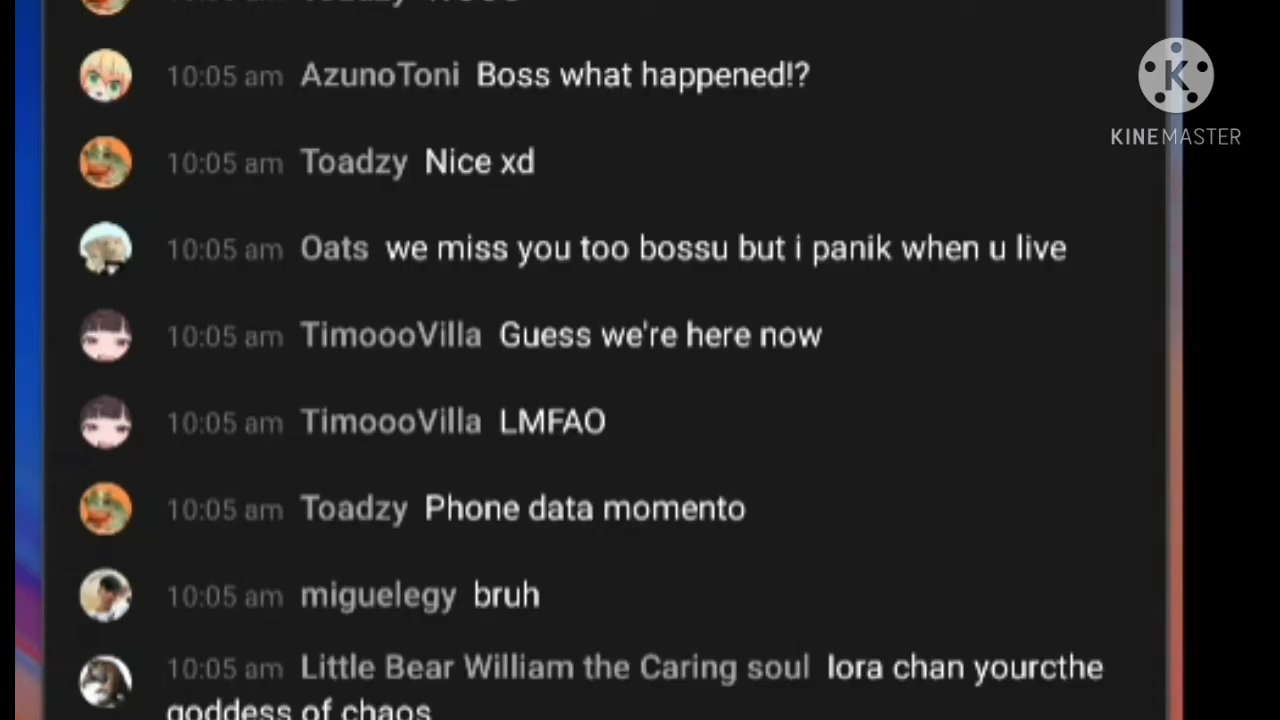 10:05 am AzunoToni Boss what happened!?
KINEMASTER
10:05 am Toadzy Nice xd
10:05 am Oats we miss you too bossu but i panik when u live
10:05 am TimoooVilla Guess we're here now
10:05 am TimoooVilla LMFAO
10:05 am Toadzy Phone data momento
10:05 am miguelegy bruh
10:05 am Little Bear William the Caring soul lora chan yourcthe
goddess of chaos